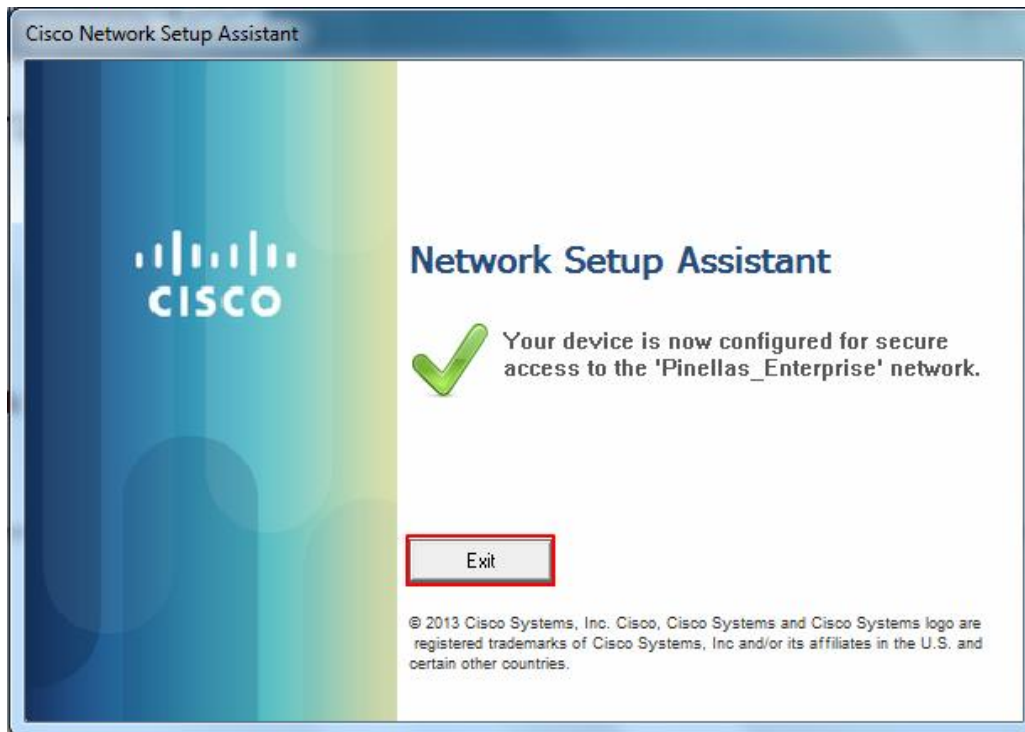 Cisco Network Setup Assistant
CISCO
Network Setup Assistant
Your device is now configured for secure
access to the 'Pinellas_Enterprise' network.
Exit
© 2013 Cisco Systems, Inc. Cisco, Cisco Systems and Cisco Systems logo are
registered trademarks of Cisco Systems, Inc and/or its affiliates in the U.S. and
certain other countries.